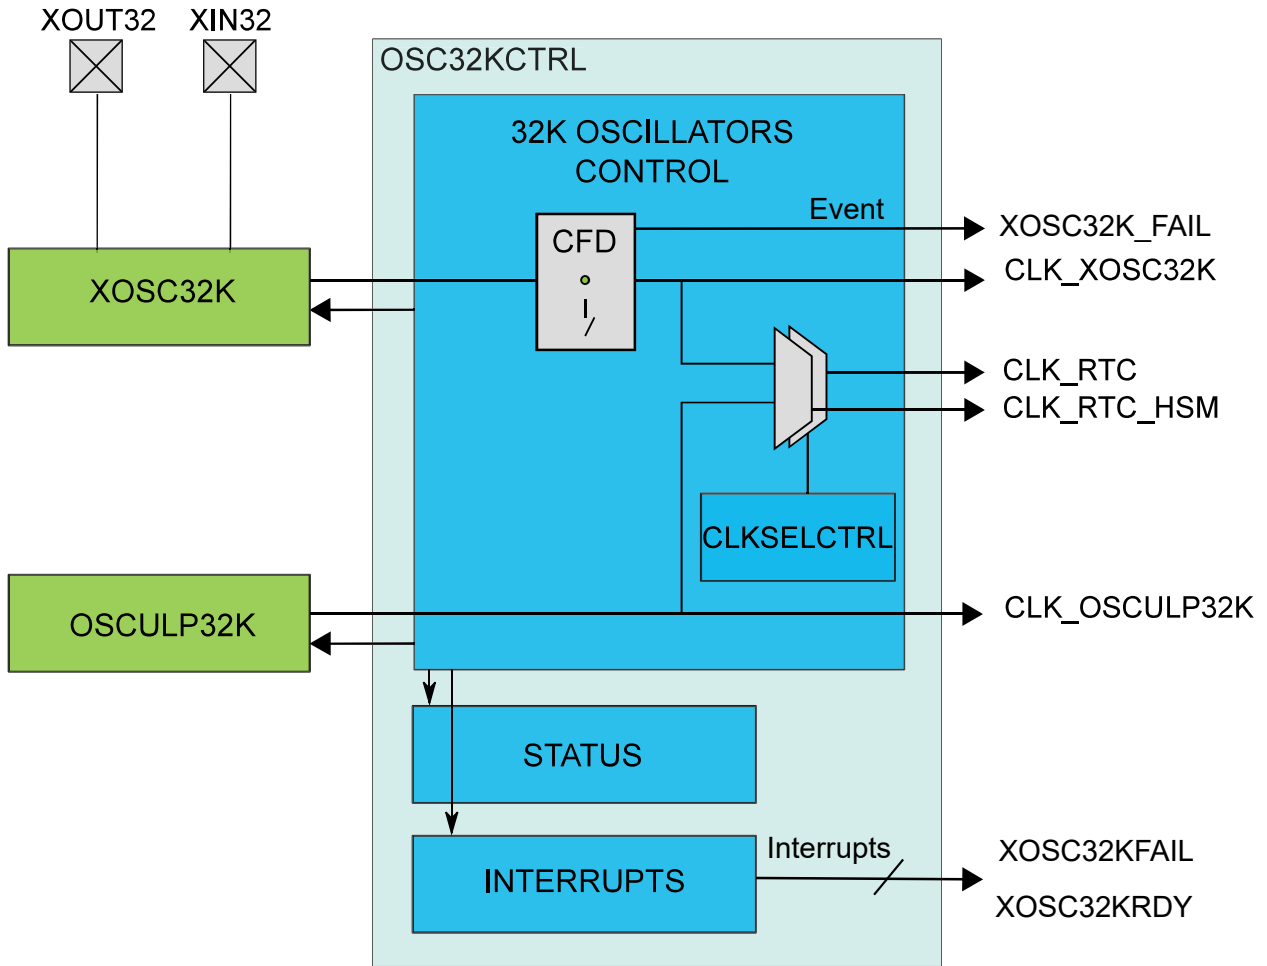 XOUT32 XIN32
OSC32KCTRL
32K OSCILLATORS
CONTROL
Event
XOSC32K_FAIL
CFD
CLK_XOSC32K
XOSC32K
CLK_RTC
CLK_RTC_HSM
CLKSELCTRL
OSCULP32K
CLK_OSCULP32K
STATUS
Interrupts
XOSC32KFAIL
INTERRUPTS
XOSC32KRDY